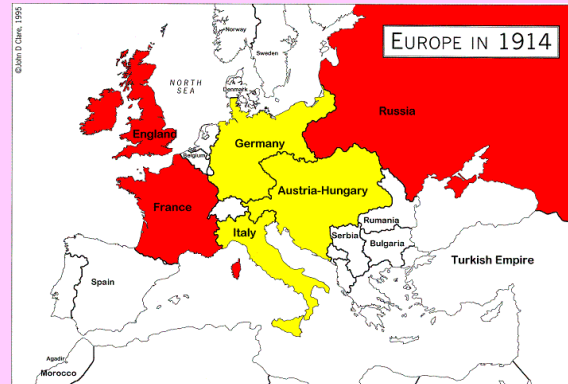 ©John D Clare, 1995
EUROPE IN 1914
Norway
Sweden
NORTH
SEA
Denmark
Russia
England
Belgium
Germany
Austria-Hungary
France
Italy
Rumania
Serbia
Bulgaria
Turkish Empire
Spain
Agadir
Morocco